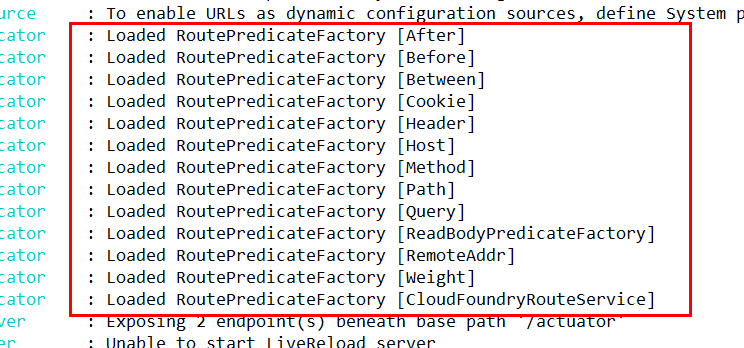 urce : To enable URLs as dynamic configuration sources, define System p
cator : Loaded RoutePredicateFactory [After]
cator : Loaded RoutePredicateFactory [Before]
cator : Loaded RoutePredicateFactory [Between]
cator : Loaded RoutePredicateFactory [Cookie]
cator : Loaded RoutePredicateFactory [Header]
cator : Loaded RoutePredicateFactory [Host]
cator : Loaded RoutePredicateFactory [Method]
cator : Loaded RoutePredicateFactory [Path]
cator : Loaded RoutePredicateFactory [Query]
cator : Loaded RoutePredicateFactory [ReadBodyPredicateFactory]
cator : Loaded RoutePredicateFactory [RemoteAddr]
cator : Loaded RoutePredicateFactory [Weight]
cator : Loaded RoutePredicateFactory [CloudFoundryRouteService]
ver : Exposing 2 endpoint(s) beneath base path '/actuator'
er : Unable to start LiveReload server